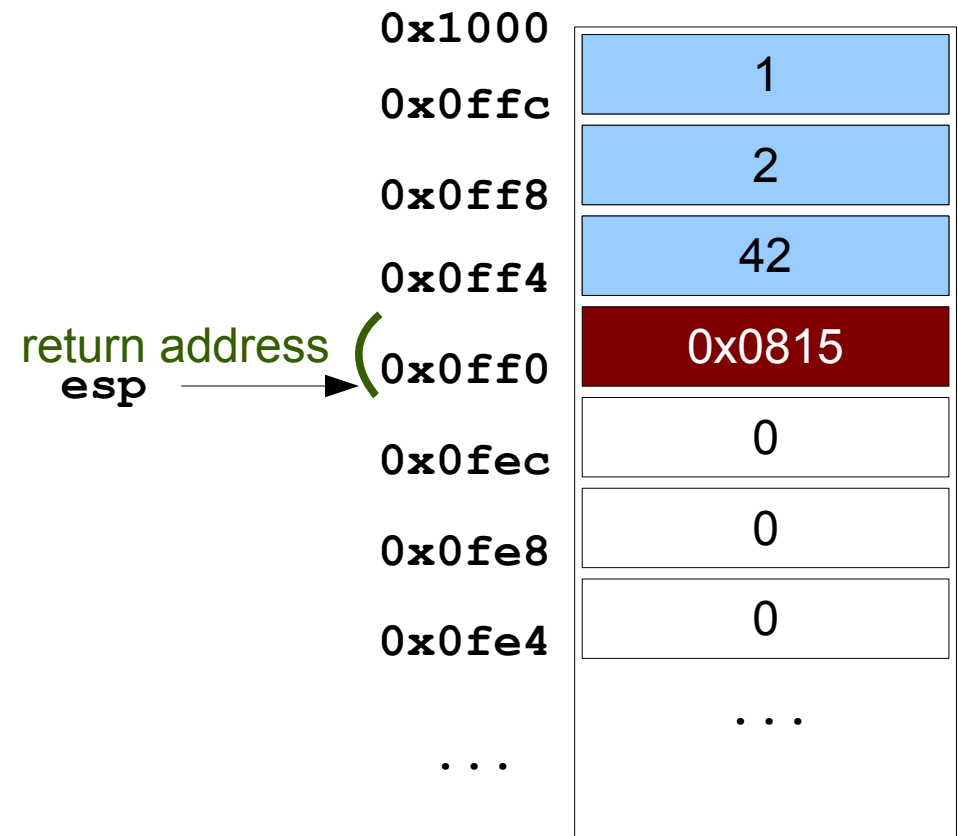 0x1000
1
0x0ffc
2
0x0ff8
42
0x0ff4
0x0815
return address
0x0ff0
esp
0
0x0fec
0
0x0fe8
0
0x0fe4
...
...